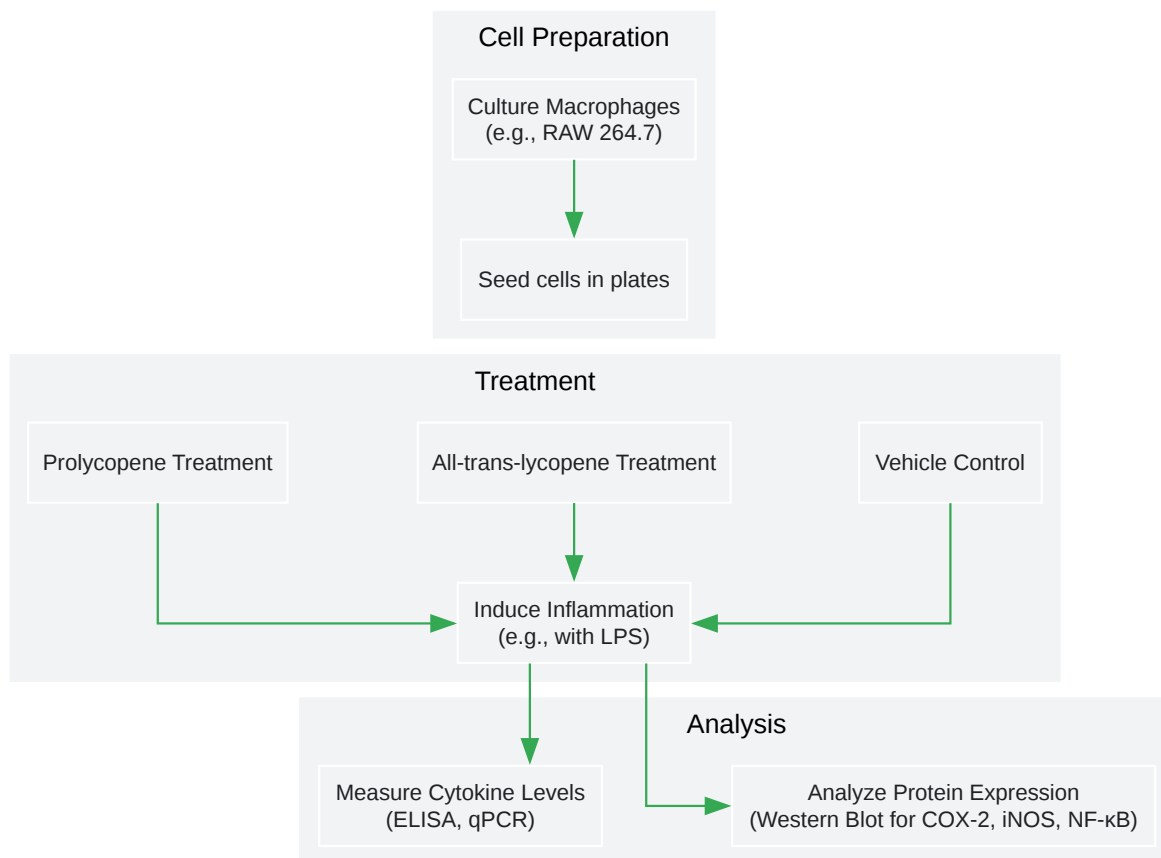 Cell Preparation
Culture Macrophages
(e.g., RAW 264.7)
Seed cells in plates
Treatment
Prolycopene Treatment
All-trans-lycopene Treatment
Vehicle Control
Induce Inflammation
(e.g., with LPS)
Analysis
Measure Cytokine Levels
(ELISA, qPCR)
Analyze Protein Expression
(Western Blot for COX-2, iNOS, NF-κB)